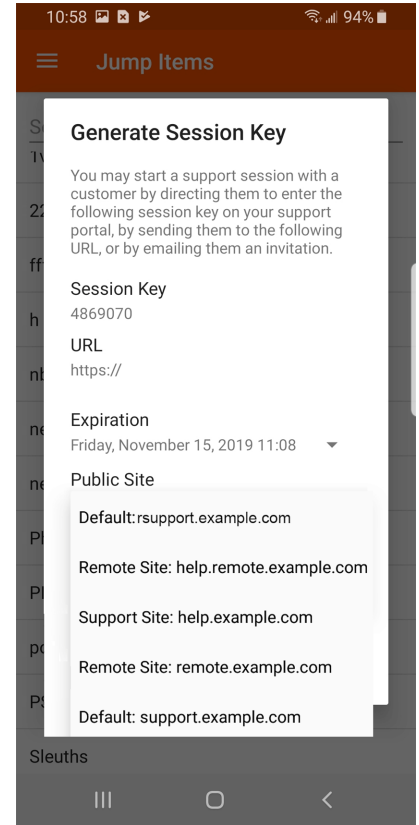 10:58 94%
Jump Items
Generate Session Key
You may start a support session with a
customer by directing them to enter the
following session key on your support
portal, by sending them to the following
URL, or by emailing them an invitation.
Session Key
4869070
URL
https://
Expiration
Friday, November 15, 2019 11:08
Public Site
Default:rsupport.example.com
Remote Site: help.remote.example.com
Support Site: help.example.com
Remote Site: remote.example.com
Default: support.example.com
Sleuths